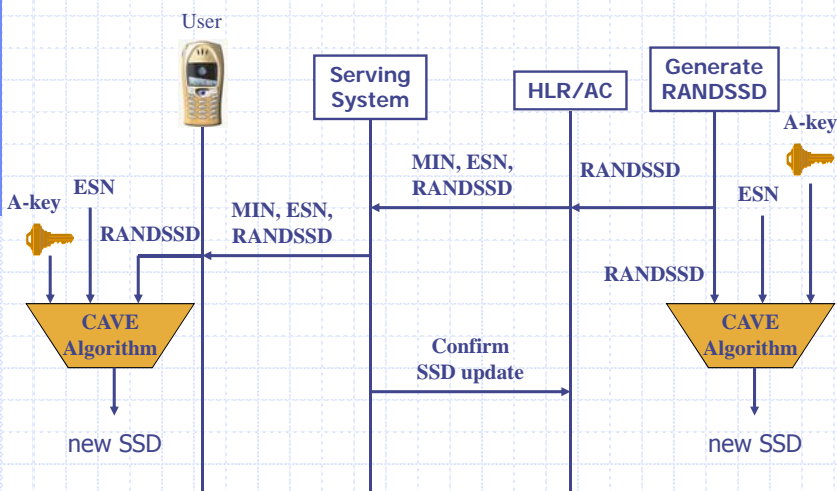 User
Serving
System
HLR/AC
Generate
RANDSSD
A-key
MIN, ESN,
RANDSSD
RANDSSD
ESN
A-key
ESN
MIN, ESN,
RANDSSD
RANDSSD
RANDSSD
CAVE
Algorithm
Confirm
SSD update
CAVE
Algorithm
new SSD
new SSD